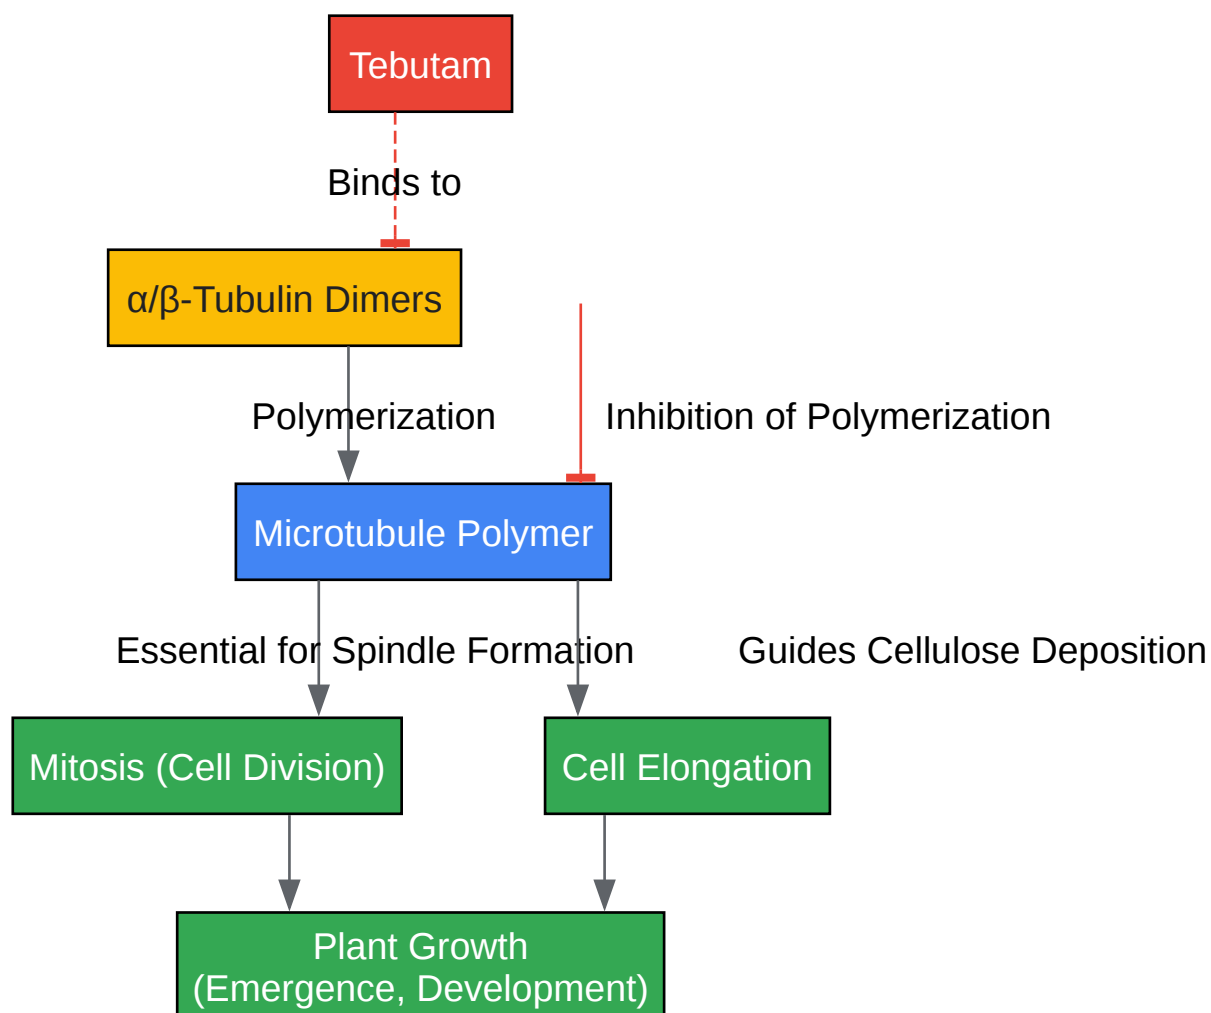 Tebutam
Binds to
α/β-Tubulin Dimers
Polymerization
Inhibition of Polymerization
Microtubule Polymer
Essential for Spindle Formation
Guides Cellulose Deposition
Mitosis (Cell Division)
Cell Elongation
Plant Growth
(Emergence, Development)